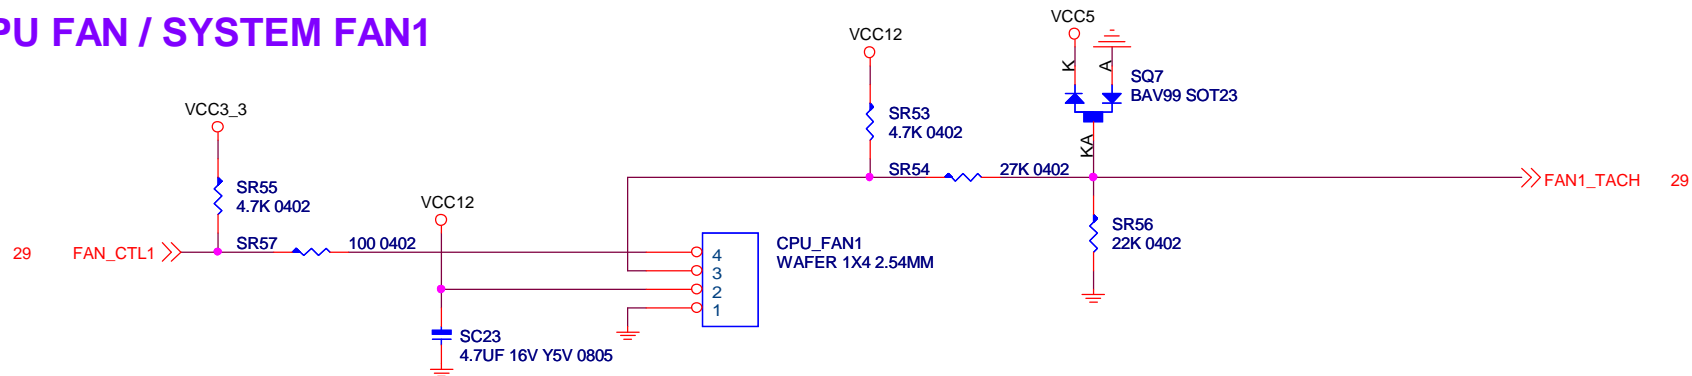 PU FAN / SYSTEM FAN1
VCC5
VCC12
K
A
SQ7
BAV99 SOT23
VCC3_3
SR53
4.7K 0402
KA
SR54
27K 0402
FAN1_TACH
29
SR55
4.7K 0402
VCC12
SR56
22K 0402
29
FAN_CTL1
SR57
100 0402
CPU_FAN1
WAFER 1X4 2.54MM
4
3
2
1
SC23
4.7UF 16V Y5V 0805